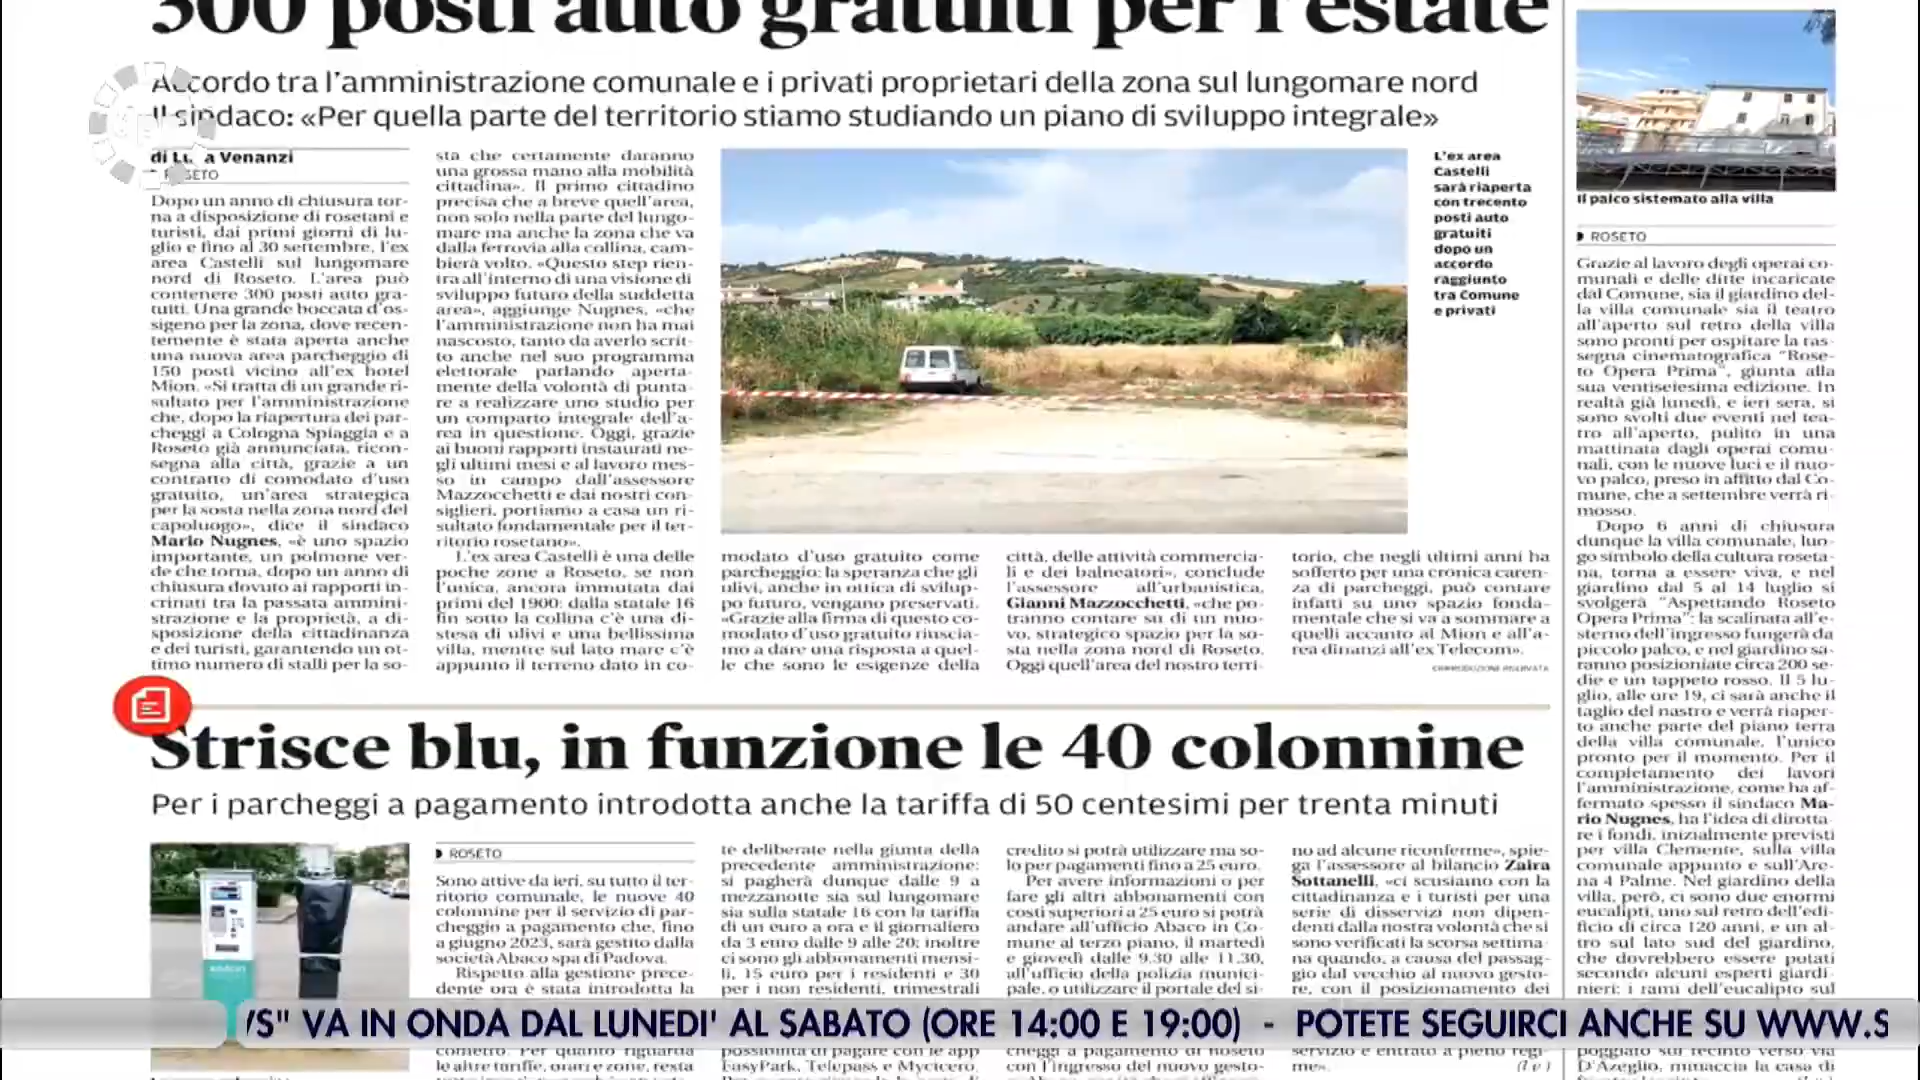 300 posti auto gratuiti per l'estate
Accordo tra l'amministrazione comunale e i privati proprietari della zona sul lungomare nord
Il sindaco: «Per quella parte del territorio stiamo studiando un piano di sviluppo integrale»
di Luca Venanzi
ROSETO
Dopo un anno di chiusura tor-
na a disposizione di rosetani e
turisti, dai primi giorni di lu-
glio e fino al 30 settembre, l'ex
area Castelli sul lungomare
nord di Roseto. L'area può
contenere 300 posti auto gra-
tuiti. Una grande boccata d'os-
sigeno per la zona, dove recen-
temente è stata aperta anche
una nuova area parcheggio di
150 posti vicino all'ex hotel
Mion. «Si tratta di un grande ri-
sultato per l'amministrazione
che, dopo la riapertura dei par-
cheggi a Cologna Spiaggia e a
Roseto già annunciata, ricon-
segna alla città, grazie a un
contratto di comodato d'uso
gratuito, un'area strategica
per la sosta nella zona nord del
capoluogo», dice il sindaco
Mario Nugnes, «è uno spazio
importante, un polmone ver-
de che torna, dopo un anno di
chiusura dovuto ai rapporti in-
crinati tra la passata ammini-
strazione e la proprietà, a di-
sposizione della cittadinanza
e dei turisti, garantendo un ot-
timo numero di stalli per la so-
sta che certamente daranno
una grossa mano alla mobilità
cittadina». Il primo cittadino
precisa che a breve quell'area,
non solo nella parte del lungo-
mare ma anche la zona che va
dalla ferrovia alla collina, cam-
bierà volto. «Questo step rien-
tra all'interno di una visione di
sviluppo futuro della suddetta
area», aggiunge Nugnes, «che
l'amministrazione non ha mai
nascosto, tanto da averlo scrit-
to anche nel suo programma
elettorale parlando aperta-
mente della volontà di punta-
re a realizzare uno studio per
un comparto integrale dell'a-
rea in questione. Oggi, grazie
ai buoni rapporti instaurati ne-
gli ultimi mesi e al lavoro mes-
so in campo dall'assessore
Mazzocchetti e dai nostri con-
siglieri, portiamo a casa un ri-
sultato fondamentale per il ter-
ritorio rosetano».
L'ex area Castelli è una delle
poche zone a Roseto, se non
l'unica, ancora immutata dai
primi del 1900: dalla statale 16
fin sotto la collina c'è una di-
stesa di ulivi e una bellissima
villa, mentre sul lato mare c'è
appunto il terreno dato in co-
modato d'uso gratuito come
parcheggio: la speranza che gli
ulivi, anche in ottica di svilup-
po futuro, vengano preservati.
«Grazie alla firma di questo co-
modato d'uso gratuito riuscia-
mo a dare una risposta a quel-
le che sono le esigenze della
città, delle attività commercia-
li e dei balneatori», conclude
l'assessore all'urbanistica,
Gianni Mazzocchetti, «che po-
tranno contare su di un nuo-
vo, strategico spazio per la so-
sta nella zona nord di Roseto.
Oggi quell'area del nostro terri-
torio, che negli ultimi anni ha
sofferto per una cronica caren-
za di parcheggi, può contare
infatti su uno spazio fonda-
mentale che si va a sommare a
quelli accanto al Mion e all'a-
rea dinanzi all'ex Telecom».
©RIPRODUZIONE RISERVATA
L'ex area
Castelli
sarà riaperta
con trecento
posti auto
gratuiti
dopo un
accordo
raggiunto
tra Comune
e privati
Strisce blu, in funzione le 40 colonnine
Per i parcheggi a pagamento introdotta anche la tariffa di 50 centesimi per trenta minuti
ROSETO
Sono attive da ieri, su tutto il ter-
ritorio comunale, le nuove 40
colonnine per il servizio di par-
cheggio a pagamento che, fino
a giugno 2023, sarà gestito dalla
società Abaco spa di Padova.
Rispetto alla gestione prece-
dente ora è stata introdotta la
cometro. Per quanto riguarda
le altre tariffe, orari e zone, resta
te deliberate nella giunta della
precedente amministrazione:
si pagherà dunque dalle 9 a
mezzanotte sia sul lungomare
sia sulla statale 16 con la tariffa
di un euro a ora e il giornaliero
da 3 euro dalle 9 alle 20; inoltre
ci sono gli abbonamenti mensi-
li, 15 euro per i residenti e 30
per i non residenti, trimestrali
possibilità di pagare con le app
EasyPark, Telepass e Mycicero.
credito si potrà utilizzare ma so-
lo per pagamenti fino a 25 euro.
Per avere informazioni o per
fare gli altri abbonamenti con
costi superiori a 25 euro si potrà
andare all'ufficio Abaco in Co-
mune al terzo piano, il martedì
e giovedì dalle 9.30 alle 11.30,
all'ufficio della polizia munici-
pale, o utilizzare il portale del si-
cheggi a pagamento di Roseto
con l'ingresso del nuovo gesto-
no ad alcune riconferme», spie-
ga l'assessore al bilancio Zaira
Sottanelli, «ci scusiamo con la
cittadinanza e i turisti per una
serie di disservizi non dipen-
denti dalla nostra volontà che si
sono verificati la scorsa settima-
na quando, a causa del passag-
gio dal vecchio al nuovo gesto-
re, con il posizionamento dei
servizio è entrato a pieno regi-
me».
Il palco sistemato alla villa
ROSETO
Grazie al lavoro degli operai co-
munali e delle ditte incaricate
dal Comune, sia il giardino del-
la villa comunale sia il teatro
all'aperto sul retro della villa
sono pronti per ospitare la ras-
segna cinematografica "Rose-
to Opera Prima", giunta alla
sua ventiseiesima edizione. In
realtà già lunedì, e ieri sera, si
sono svolti due eventi nel tea-
tro all'aperto, pulito in una
mattinata dagli operai comu-
nali, con le nuove luci e il nuo-
vo palco, preso in affitto dal Co-
mune, che a settembre verrà ri-
mosso.
Dopo 6 anni di chiusura
dunque la villa comunale, luo-
go simbolo della cultura roseta-
na, torna a essere viva, e nel
giardino dal 5 al 14 luglio si
svolgerà "Aspettando Roseto
Opera Prima": la scalinata all'e-
sterno dell'ingresso fungerà da
piccolo palco, e nel giardino sa-
ranno posizioniate circa 200 se-
die e un tappeto rosso. Il 5 lu-
glio, alle ore 19, ci sarà anche il
taglio del nastro e verrà riaper-
to anche parte del piano terra
della villa comunale, l'unico
pronto per il momento. Per il
completamento dei lavori
l'amministrazione, come ha af-
fermato spesso il sindaco Ma-
rio Nugnes, ha l'idea di dirotta-
re i fondi, inizialmente previsti
per villa Clemente, sulla villa
comunale appunto e sull'Are-
na 4 Palme. Nel giardino della
villa, però, ci sono due enormi
eucalipti, uno sul retro dell'edi-
ficio di circa 120 anni, e un al-
tro sul lato sud del giardino,
che dovrebbero essere potati
secondo alcuni esperti giardi-
nieri: i rami dell'eucalipto sul
poggiato sul recinto verso via
D'Azeglio, minaccia la casa di
/S" VA IN ONDA DAL LUNEDI' AL SABATO (ORE 14:00 E 19:00) - POTETE SEGUIRCI ANCHE SU WWW.S